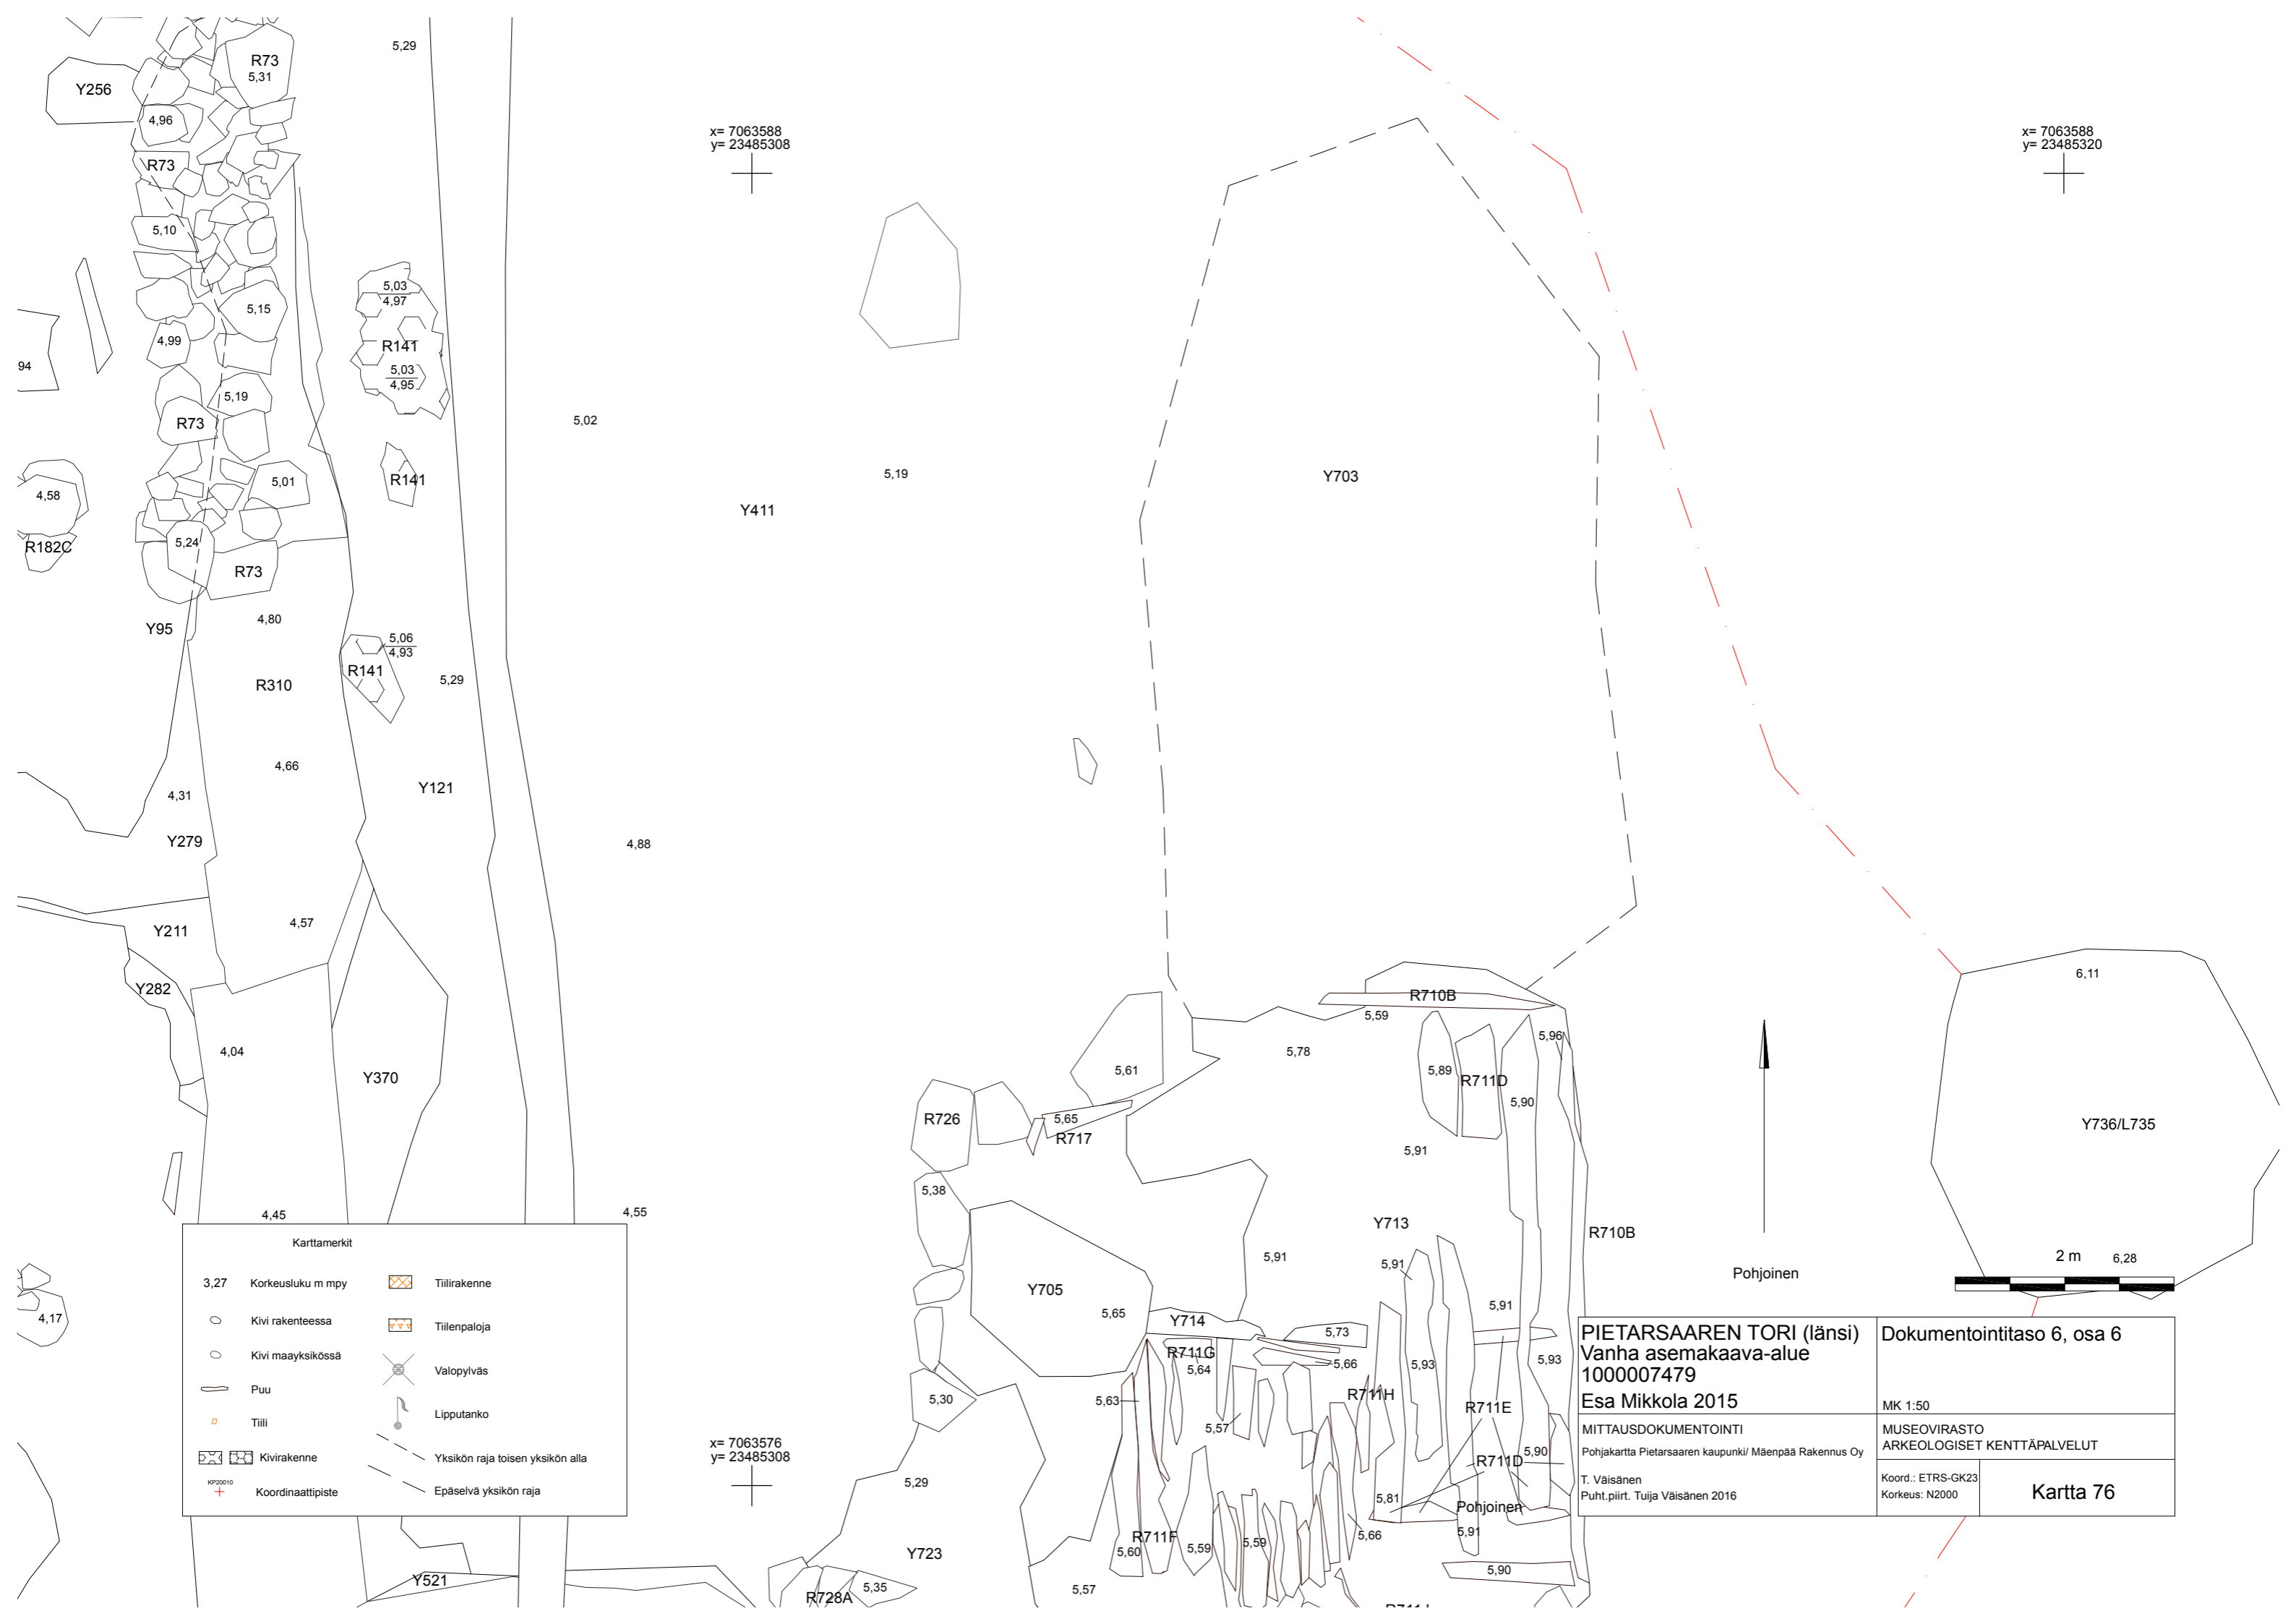 5,29
R73
5,31
Y256
4,96
x= 7063588
y= 23485308
x= 7063588
y= 23485320
R73
5,10
5,03
4,97
5,15
4,99
R141
94
5,03
4,95
5,19
R73
5,02
5,19
Y703
R141
5,01
4,58
Y411
R182C
5,24
R73
4,80
Y95
5,06
4,93
R141
5,29
R310
4,66
4,31
Y121
Y279
4,88
4,57
Y211
Y282
6,11
R710B
5,59
5,96
4,04
5,78
Y370
5,61
5,89
R711D
5,90
R726
5,65
R717
Y736/L735
5,91
5,38
4,45
4,55
Y713
R710B
5,91
5,91
2 m
6,28
Pohjoinen
Y705
5,65
5,91
Y714
4,17
5,73
R711G
5,64
5,66
5,93
5,93
5,63
R711H
5,30
R711E
5,57
x= 7063576
y= 23485308
5,90
R711D
5,29
5,81
Pohjoinen
5,91
5,66
R711F
5,60
5,59
5,59
Y723
5,90
Y521
5,35
R728A
5,57
Karttamerkit
3,27 Korkeusluku m mpy
Kivi rakenteessa
Kivi maayksikössä
Puu
Tiili
Kivirakenne
KP20010
Koordinaattipiste
Tiilirakenne
Tiilenpaloja
Valopylväs
Lipputanko
Yksikön raja toisen yksikön alla
Epäselvä yksikön raja
PIETARSAAREN TORI (länsi)
Vanha asemakaava-alue
1000007479
Esa Mikkola 2015
Dokumentointitaso 6, osa 6
MK 1:50
MITTAUSDOKUMENTOINTI
Pohjakartta Pietarsaaren kaupunki/ Mäenpää Rakennus Oy
T. Väisänen
Puht.piirt. Tuija Väisänen 2016
MUSEOVIRASTO
ARKEOLOGISET KENTTÄPALVELUT
Koord.: ETRS-GK23
Korkeus: N2000
Kartta 76